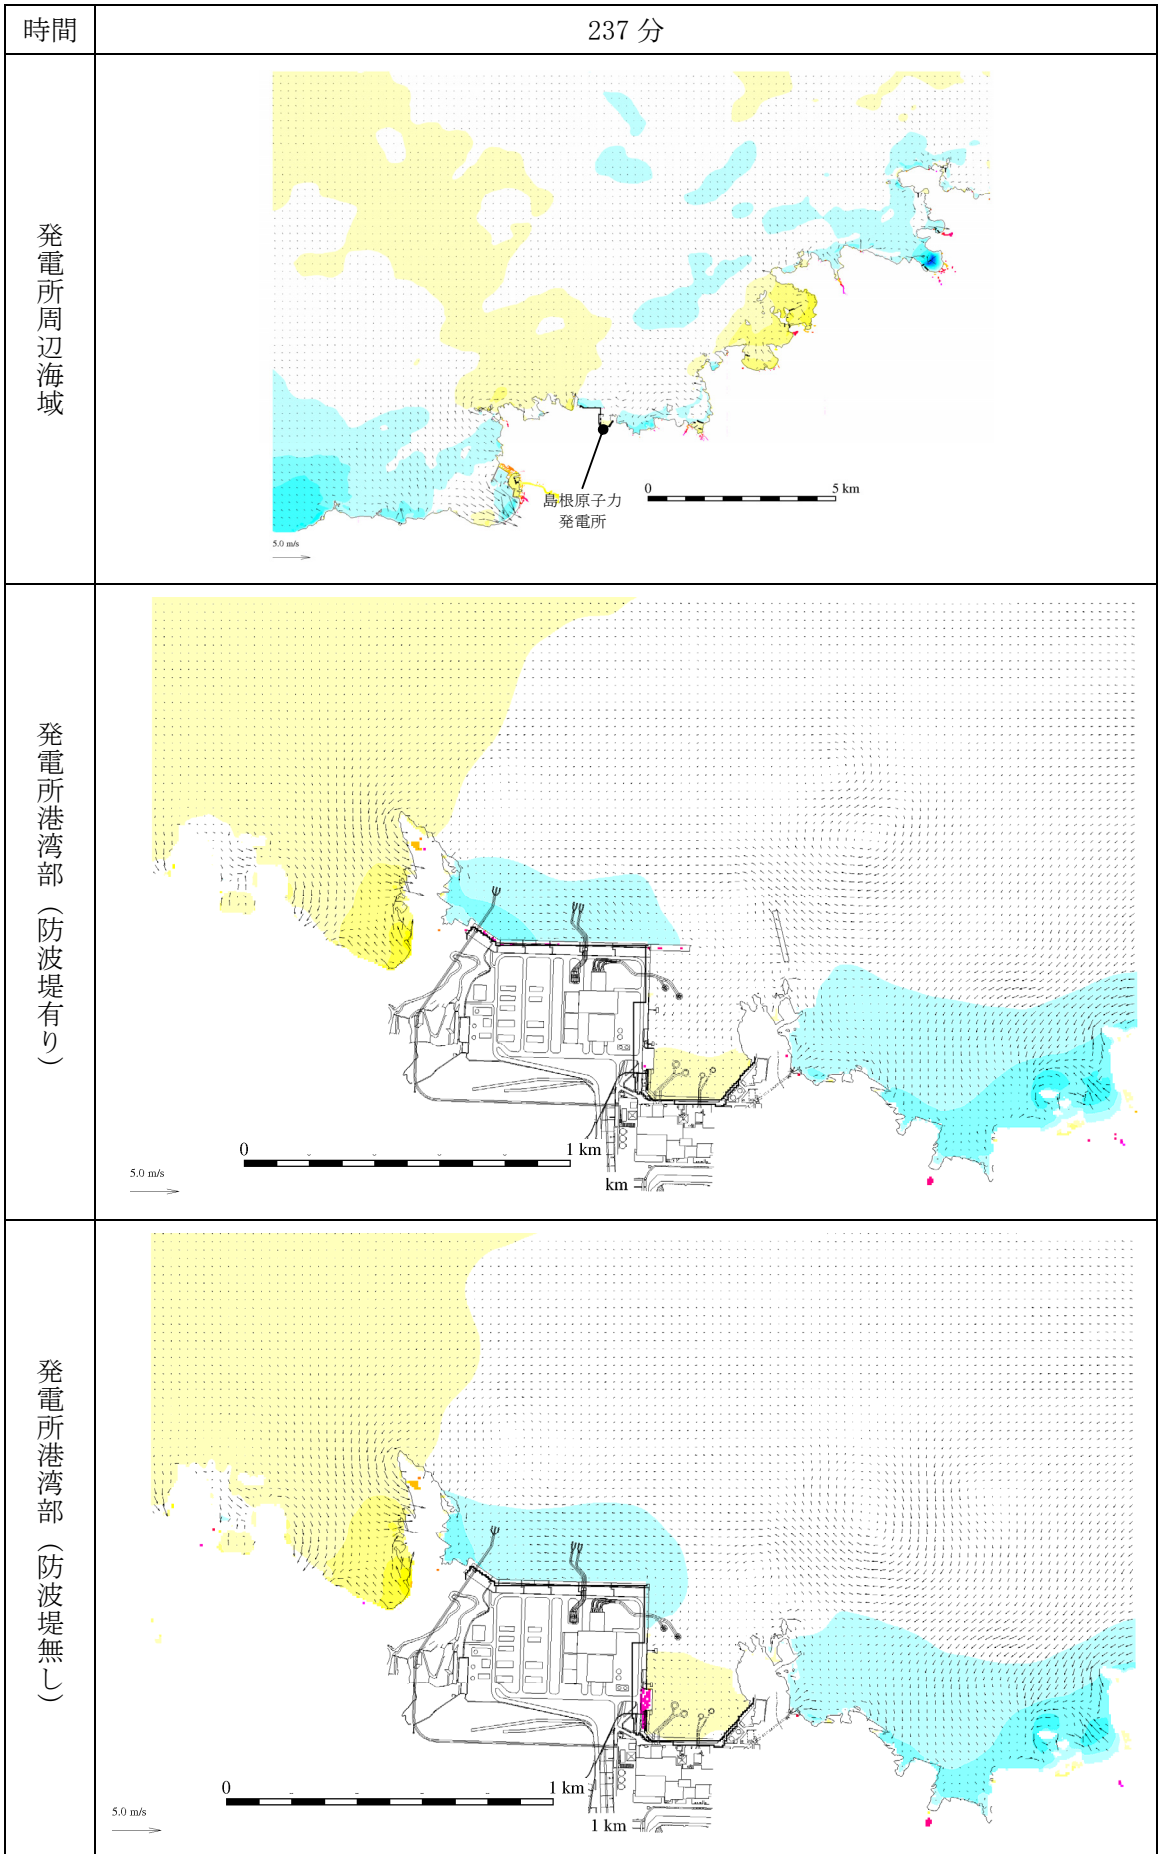 時間
237 分
発電所周辺海域
島根原子力
発電所
0
5 km
5.0 m/s
発電所港湾部（防波堤有り）
0
1 km
km
5.0 m/s
発電所港湾部（防波堤無し）
0
1 km
1 km
5.0 m/s